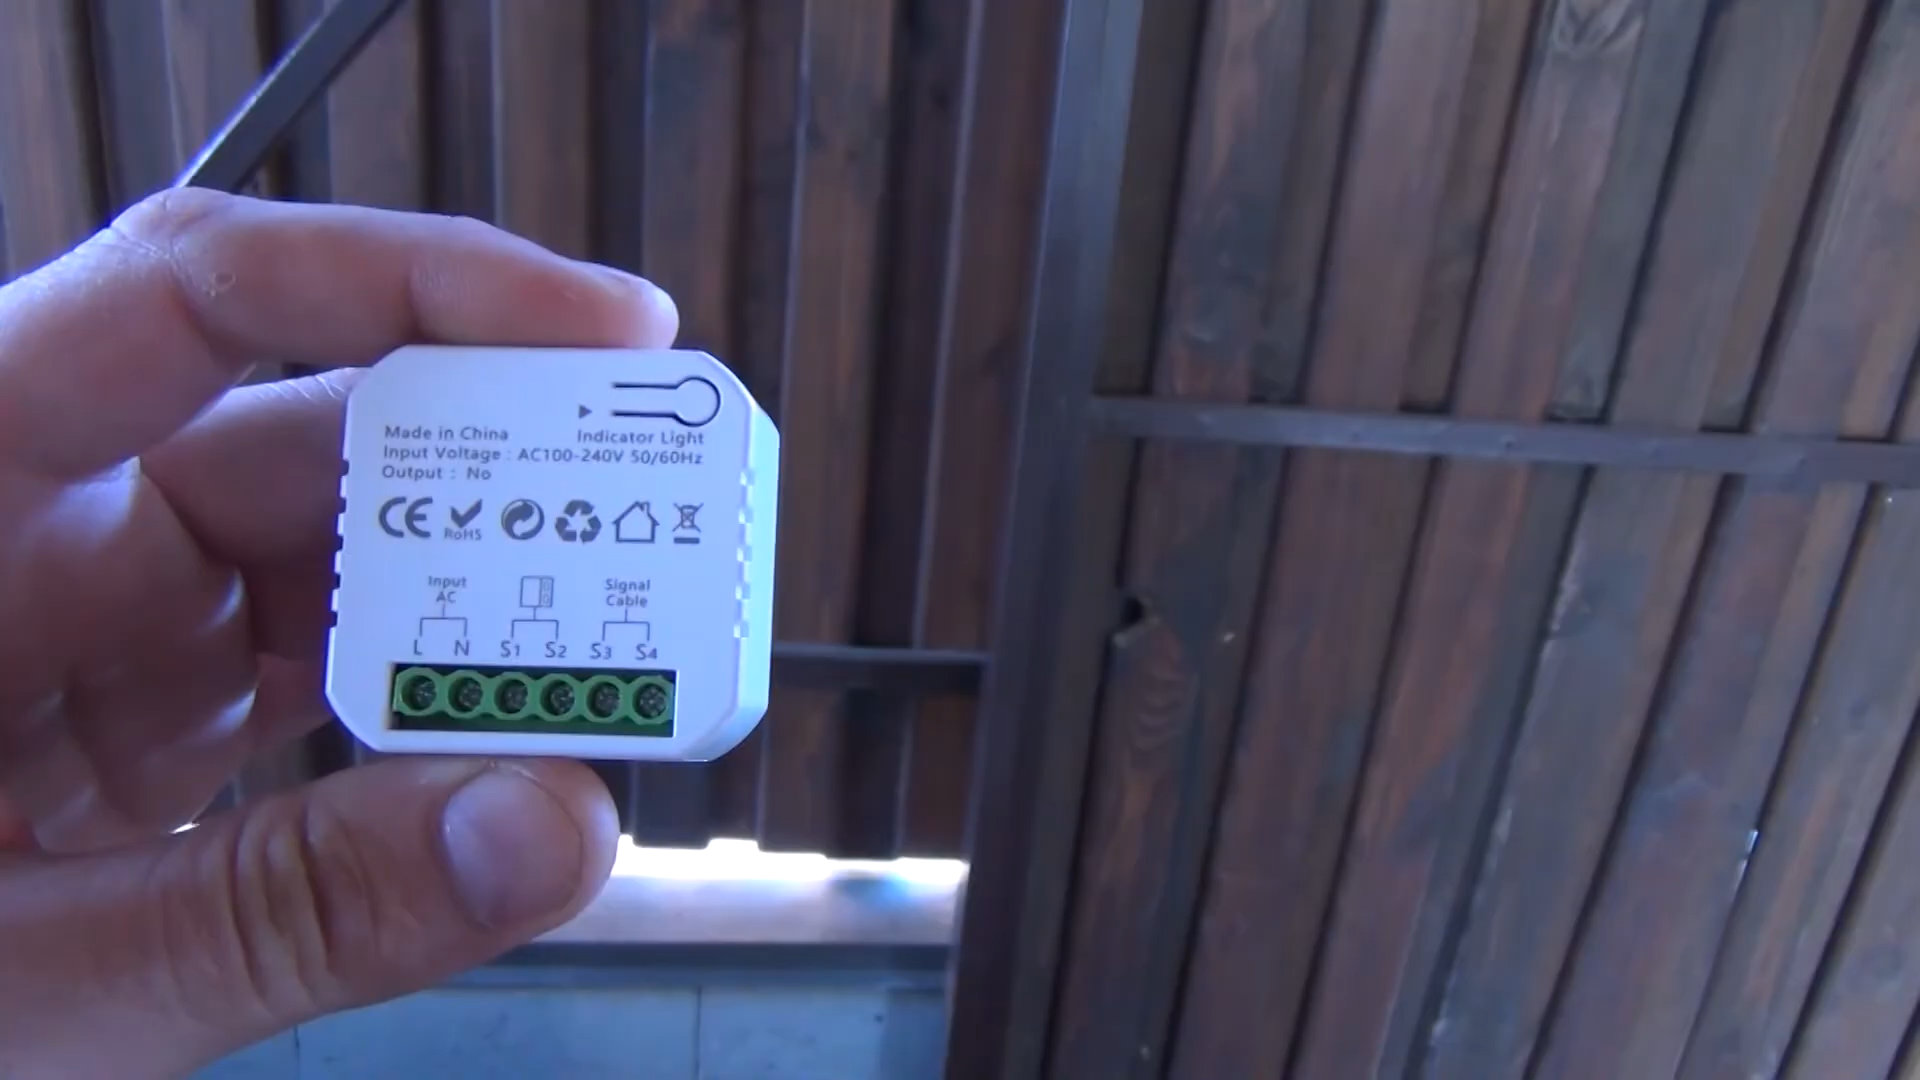 Indicator Light
Made in China
Input Voltage : AC100-240V 50/60Hz
Output : No
CE
RoHS
Input
AC
Signal
Cable
L N S1 S2 S3 S4